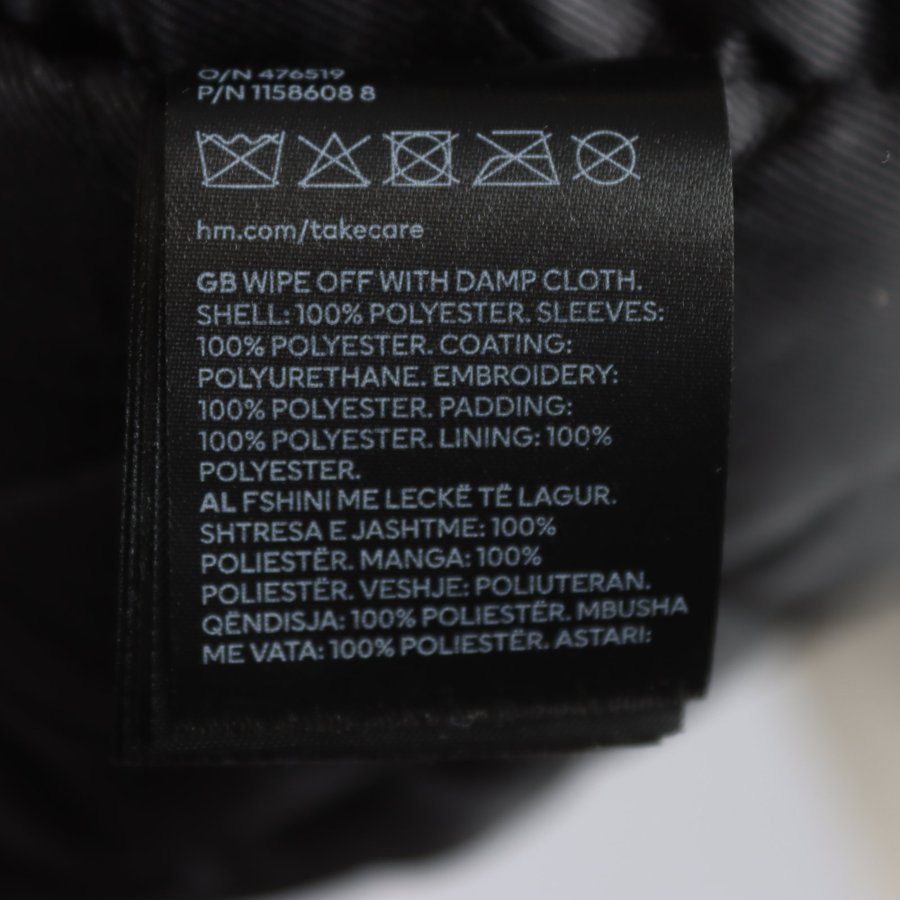 O/N 476519
P/N 1158608 8
hm.com/takecare
GB WIPE OFF WITH DAMP CLOTH.
SHELL: 100% POLYESTER. SLEEVES:
100% POLYESTER. COATING:
POLYURETHANE. EMBROIDERY:
100% POLYESTER. PADDING:
100% POLYESTER. LINING: 100%
POLYESTER.
AL FSHINI ME LECKË TË LAGUR.
SHTRESA E JASHTME: 100%
POLIESTËR. MANGA: 100%
POLIESTËR. VESHJE: POLIUTERAN.
QËNDISJA: 100% POLIESTËR. MBUSHA
ME VATA: 100% POLIESTËR. ASTARI: